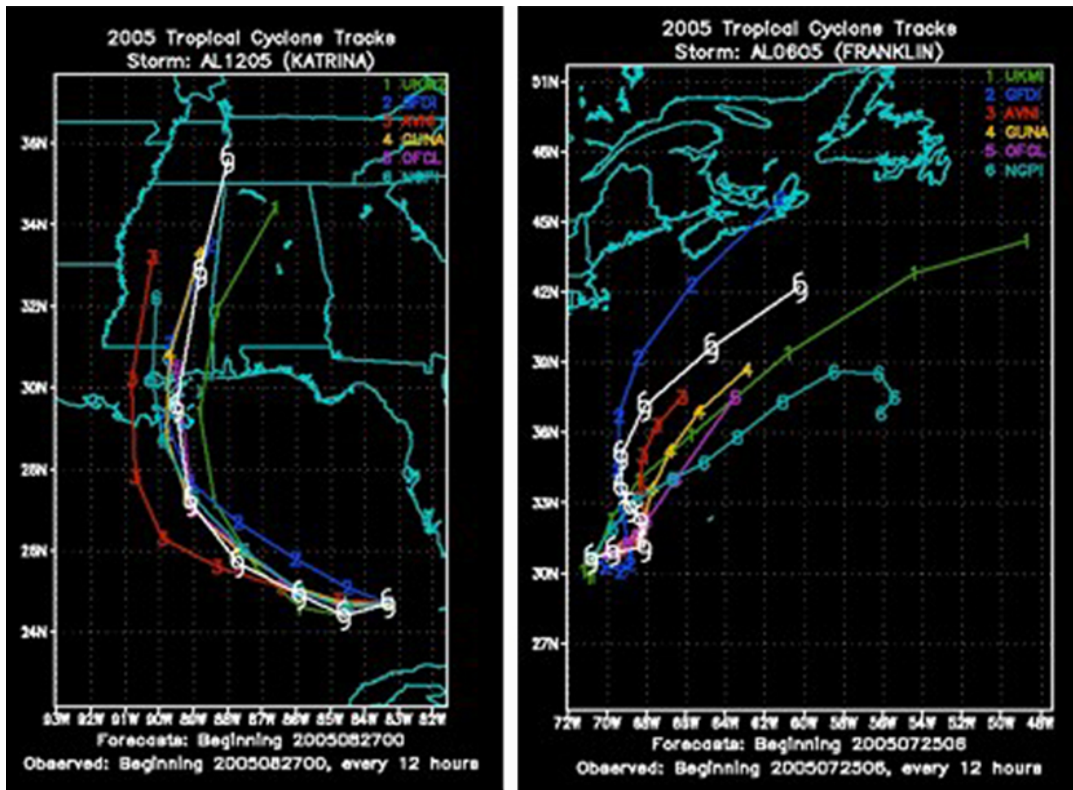 2005 Tropical Cyclone Tracks
Storm: AL1205 (KATRINA)
2 GFDI
3 AVNI
4 GUNA
5 OFCL
6 NGPI
36N
34N
32N
30N
28N
26N
24N
93W 92W 91W 90W 89W 88W 87W 86W 85W 84W 83W 82W
Forecasts: Beginning 2005082700
Observed: Beginning 2005082700, every 12 hours
2005 Tropical Cyclone Tracks
Storm: AL0605 (FRANKLIN)
1 UKMI
2 GFDI
3 AVNI
4 GUNA
5 OFCL
6 NGPI
51N
48N
45N
42N
39N
36N
33N
30N
27N
72W 70W 68W 66W 64W 62W 60W 58W 56W 54W 52W 50W 48W
Forecasts: Beginning 2005072506
Observed: Beginning 2005072506, every 12 hours